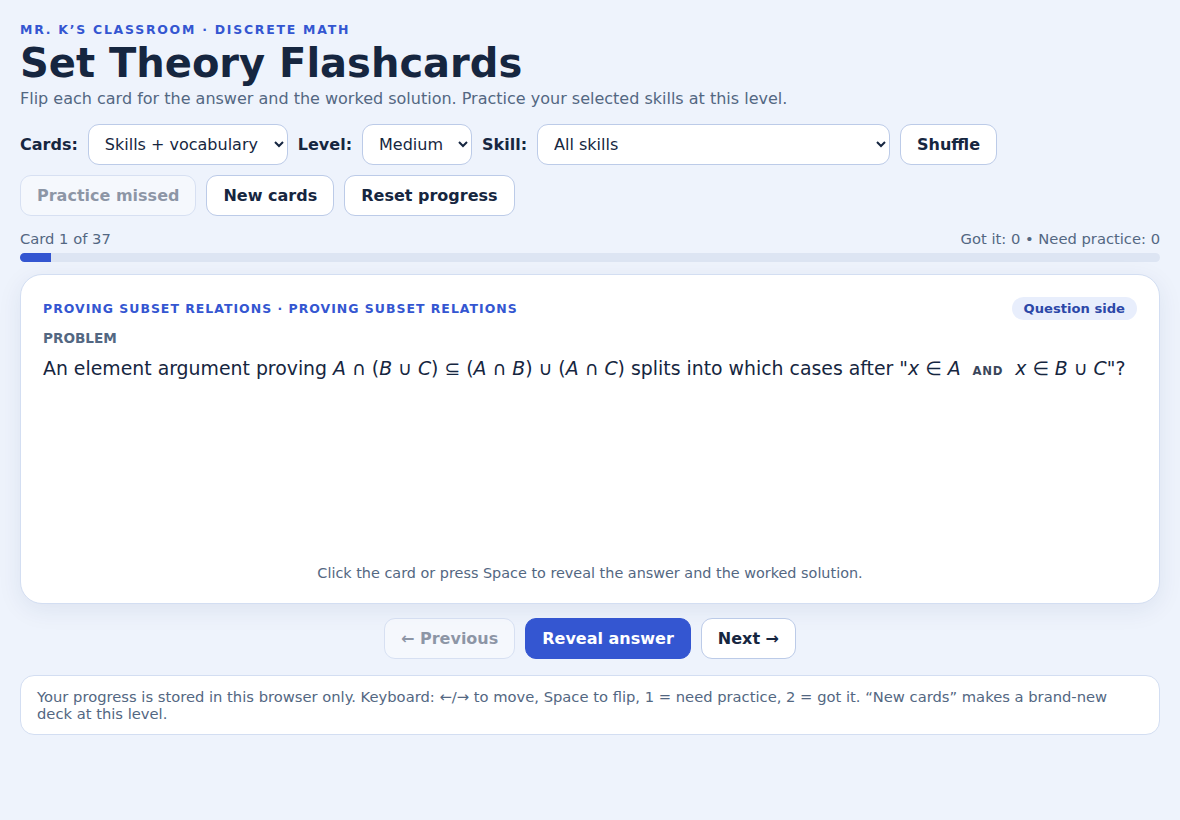 MR. K’S CLASSROOM · DISCRETE MATH
Set Theory Flashcards
Flip each card for the answer and the worked solution. Practice your selected skills at this level.
Cards: Skills + vocabulary Level: Medium Skill: All skills Shuffle
Practice missed New cards Reset progress
Card 1 of 37 Got it: 0 • Need practice: 0
PROVING SUBSET RELATIONS · PROVING SUBSET RELATIONS Question side
PROBLEM
An element argument proving A ∩ (B ∪ C) ⊆ (A ∩ B) ∪ (A ∩ C) splits into which cases after "x ∈ A AND x ∈ B ∪ C"?
Click the card or press Space to reveal the answer and the worked solution.
← Previous Reveal answer Next →
Your progress is stored in this browser only. Keyboard: ←/→ to move, Space to flip, 1 = need practice, 2 = got it. “New cards” makes a brand-new
deck at this level.